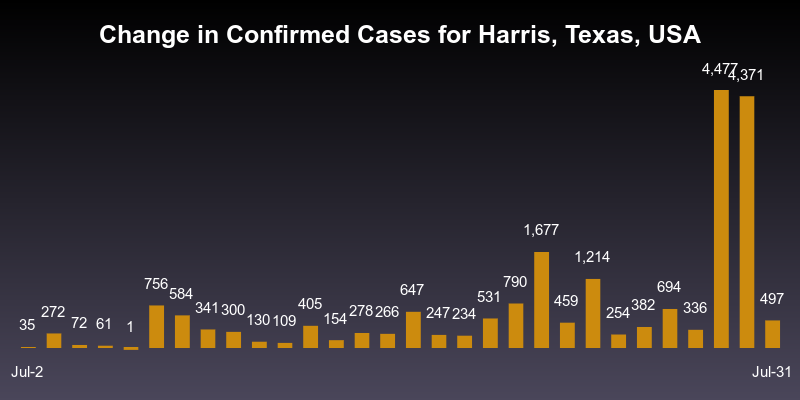 Change in Confirmed Cases for Harris, Texas, USA
35 272 72 61 1 756 584 341 300 130 109 405 154 278 266 647 247 234 531 790 1,677 459 1,214 254 382 694 336 4,477 4,371 497
Jul-2 Jul-31